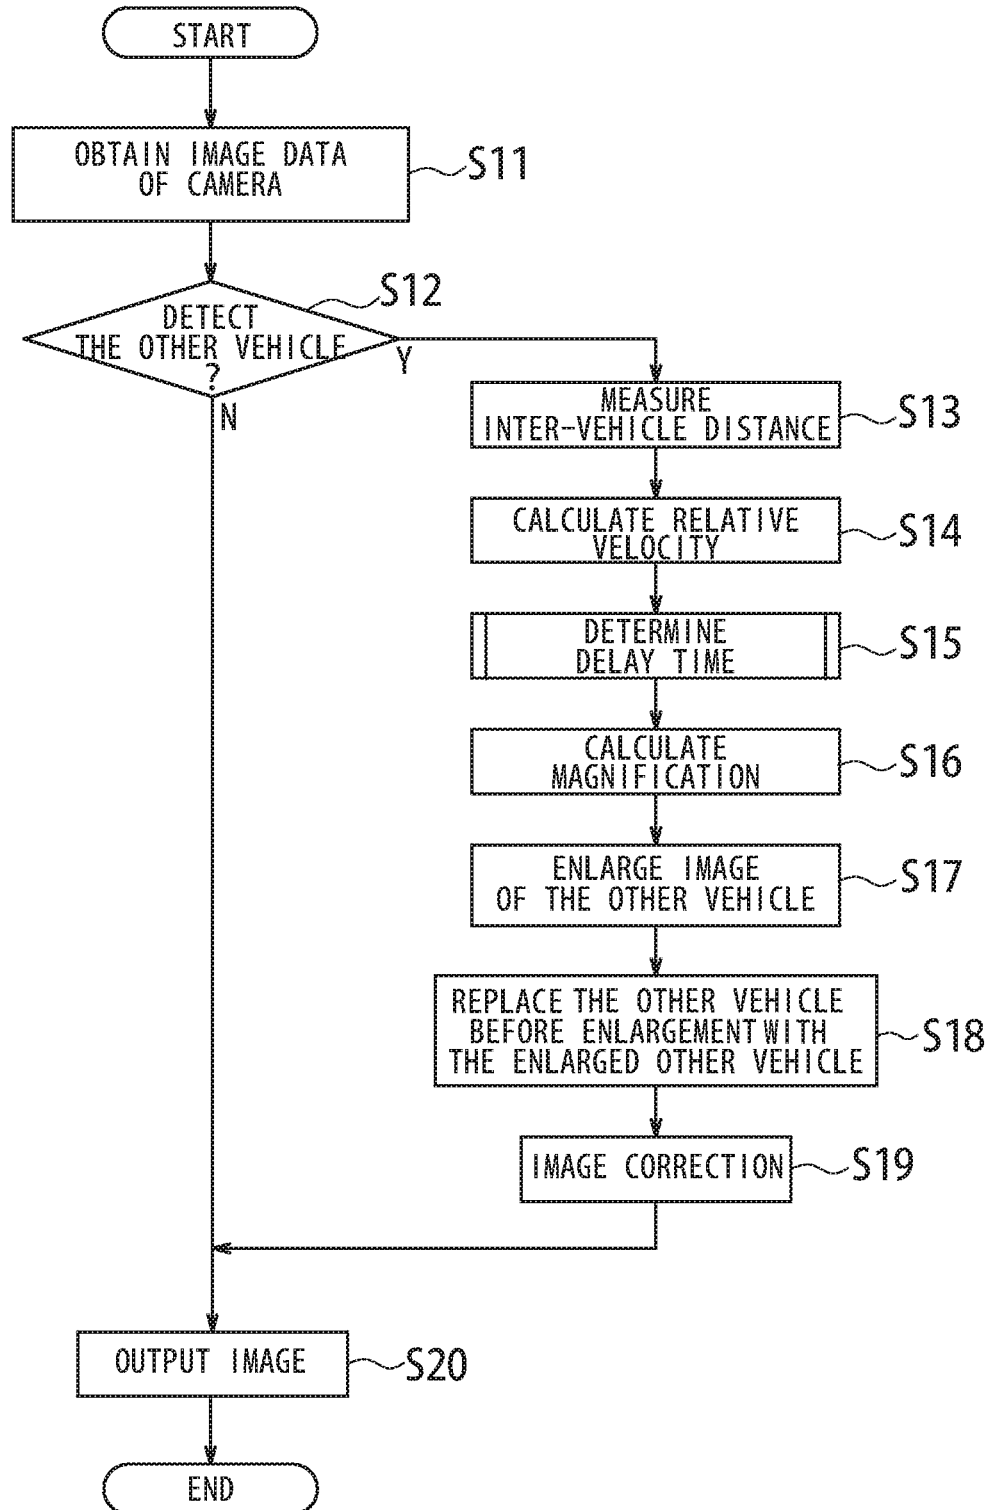 START
OBTAIN IMAGE DATA
OF CAMERA
S11
S12
DETECT
THE OTHER VEHICLE
?
Y
N
MEASURE
INTER-VEHICLE DISTANCE
S13
CALCULATE RELATIVE
VELOCITY
S14
DETERMINE
DELAY TIME
S15
CALCULATE
MAGNIFICATION
S16
ENLARGE IMAGE
OF THE OTHER VEHICLE
S17
REPLACE THE OTHER VEHICLE
BEFORE ENLARGEMENT WITH
THE ENLARGED OTHER VEHICLE
S18
IMAGE CORRECTION
S19
OUTPUT IMAGE
S20
END